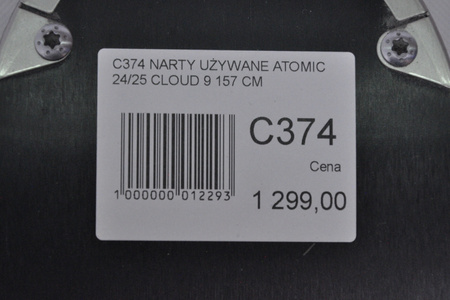 C374 NARTY UŻYWANE ATOMIC
24/25 CLOUD 9 157 CM
C374
Cena
1 000000 012293
1 299,00